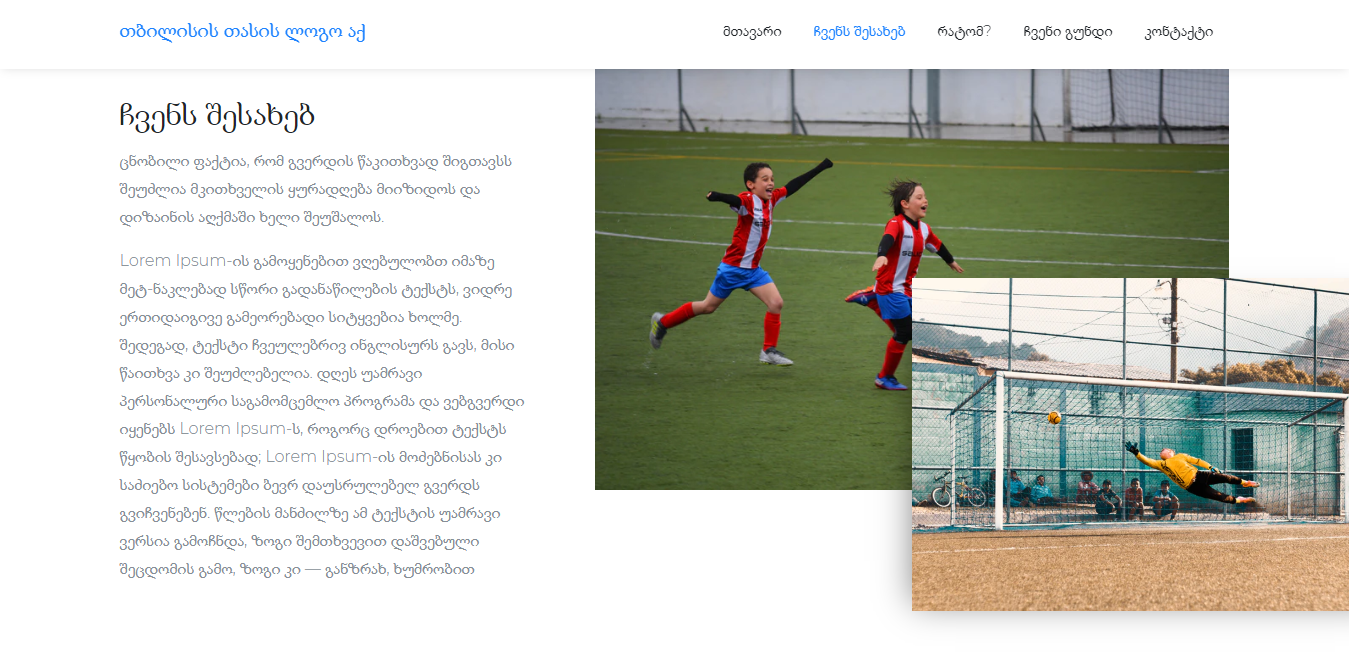 თბილისის თასის ლოგო აქ
მთავარი ჩვენს შესახებ რატომ? ჩვენი გუნდი კონტაქტი
ჩვენს შესახებ
ცნობილი ფაქტია, რომ გვერდის წაკითხვად შიგთავსს
შეუძლია მკითხველის ყურადღება მიიზიდოს და
დიზაინის აღქმაში ხელი შეუშალოს.
Lorem Ipsum-ის გამოყენებით ვღებულობთ იმაზე
მეტ-ნაკლებად სწორი გადანაწილების ტექსტს, ვიდრე
ერთიდაიგივე გამეორებადი სიტყვებია ხოლმე.
შედეგად, ტექსტი ჩვეულებრივ ინგლისურს გავს, მისი
წაითხვა კი შეუძლებელია. დღეს უამრავი
პერსონალური საგამომცემლო პროგრამა და ვებგვერდი
იყენებს Lorem Ipsum-ს, როგორც დროებით ტექსტს
წყობის შესავსებად; Lorem Ipsum-ის მოძებნისას კი
საძიებო სისტემები ბევრ დაუსრულებელ გვერდს
გვიჩვენებენ. წლების მანძილზე ამ ტექსტის უამრავი
ვერსია გამოჩნდა, ზოგი შემთხვევით დაშვებული
შეცდომის გამო, ზოგი კი — განზრახ, ხუმრობით